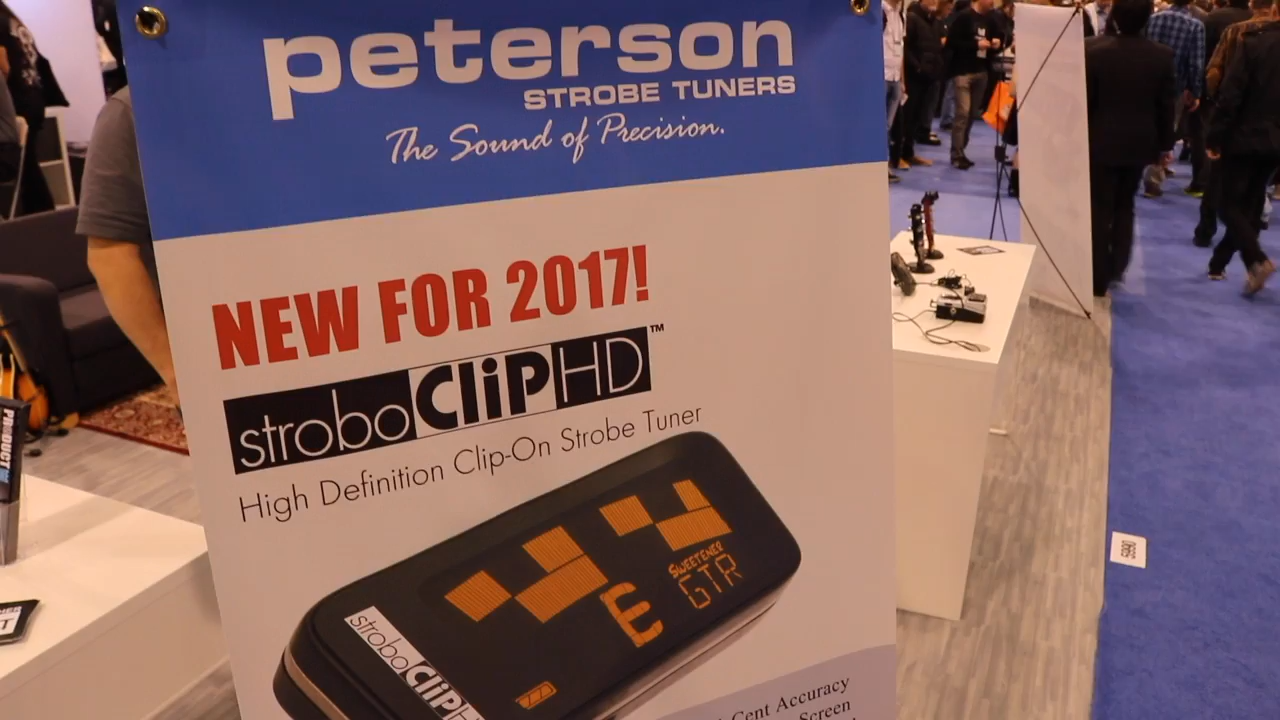 peterson
STROBE TUNERS
The Sound of Precision.
NEW FOR 2017!
stroboCLiPHD™
High Definition Clip-On Strobe Tuner
SWEETENER
GTR
E
stroboCLiP
Cent Accuracy
Screen
PRODUCT